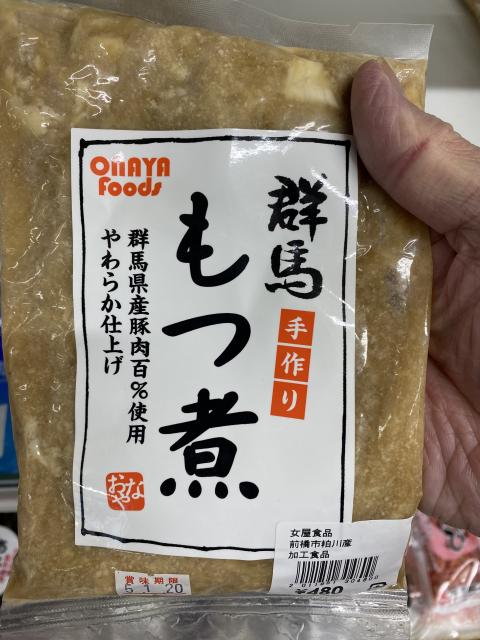 ONAYA
Foods
群馬
手作り
もつ煮
群馬県産豚肉百%使用
やわらか仕上げ
おなや
女屋食品
前橋市粕川産
加工食品
¥480
賞味期限
5.1.20